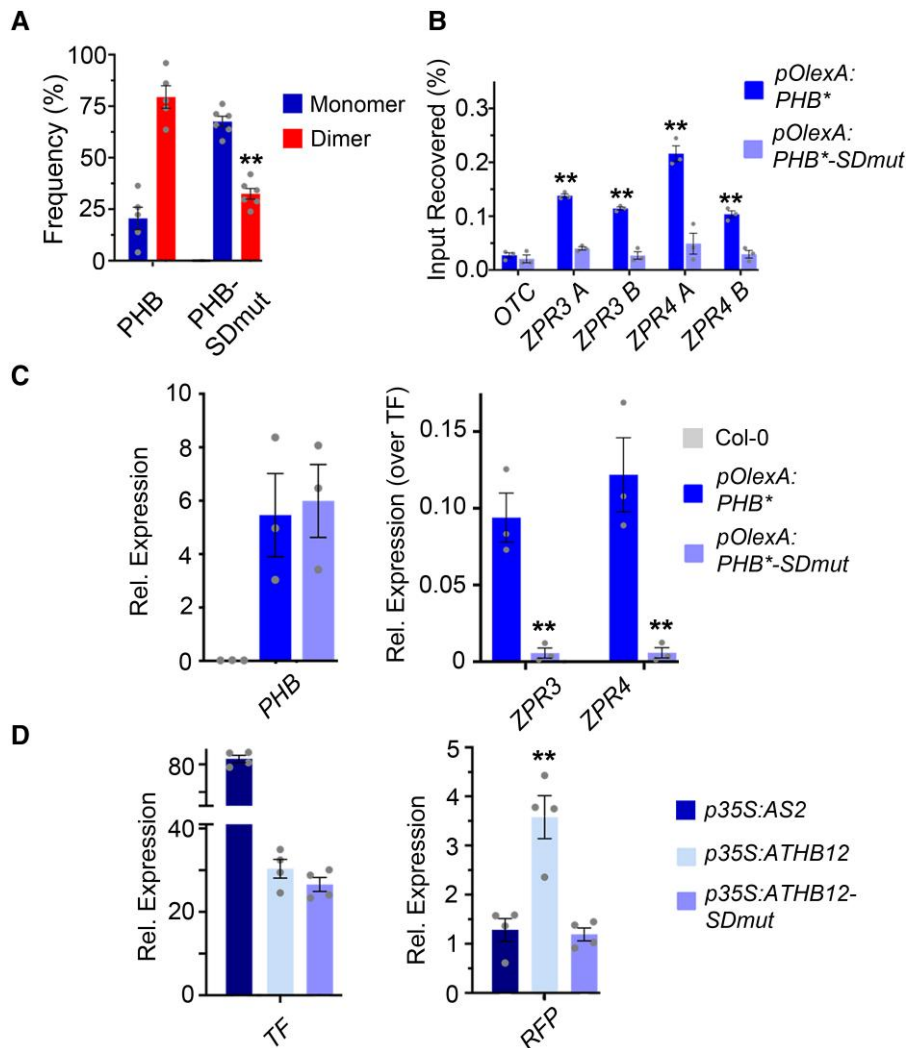 A
Frequency (%)
100
75
50
25
0
**
PHB
PHB-
SDmut
Monomer
Dimer
B
Input Recovered (%)
0.3
0.2
0.1
0.0
**
**
**
**
OTC
ZPR3 A
ZPR3 B
ZPR4 A
ZPR4 B
pOlexA:
PHB*
pOlexA:
PHB*-SDmut
C
Rel. Expression
10
8
6
4
2
0
PHB
Rel. Expression (over TF)
0.15
0.10
0.05
0
**
**
ZPR3
ZPR4
Col-0
pOlexA:
PHB*
pOlexA:
PHB*-SDmut
D
Rel. Expression
80
40
20
0
TF
Rel. Expression
5
4
3
2
1
0
**
RFP
p35S:AS2
p35S:ATHB12
p35S:ATHB12-
SDmut